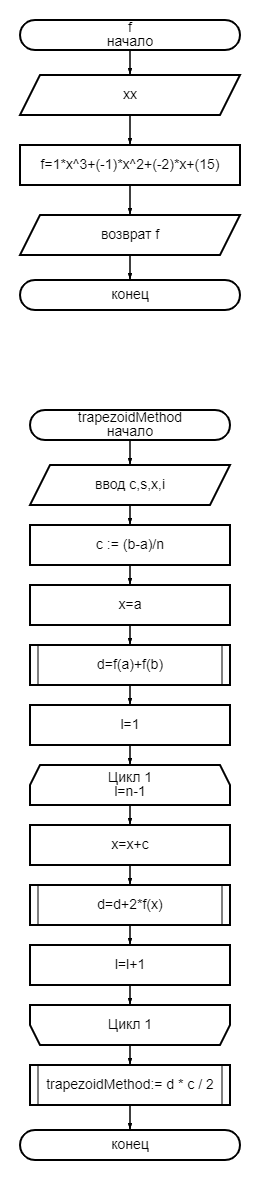 f
начало
xx
f=1*x^3+(-1)*x^2+(-2)*x+(15)
возврат f
конец
trapezoidMethod
начало
ввод c,s,x,i
c := (b-a)/n
x=a
d=f(a)+f(b)
I=1
Цикл 1
I=n-1
x=x+c
d=d+2*f(x)
I=I+1
Цикл 1
trapezoidMethod:= d * c / 2
конец